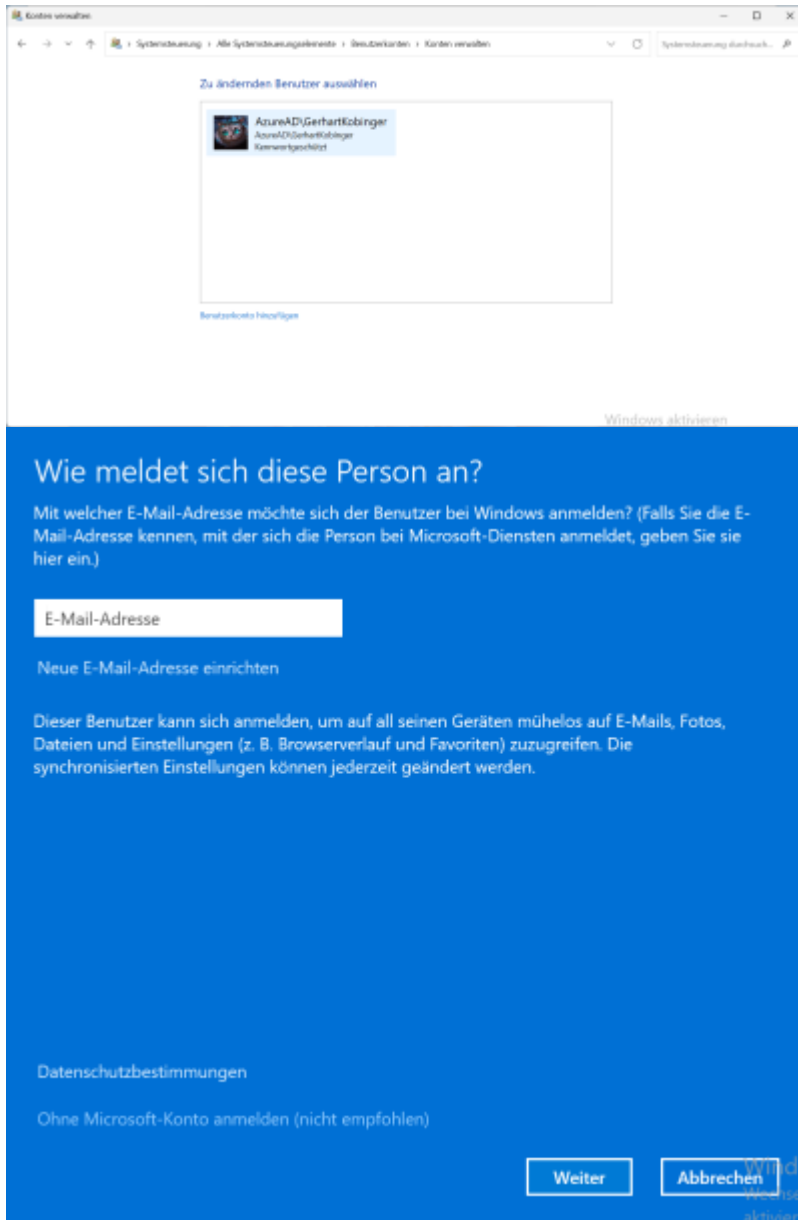 Konten verwalten
Systemsteuerung › Alle Systemsteuerungselemente › Benutzerkonten › Konten verwalten
Systemsteuerung durchsuch...
Zu ändernden Benutzer auswählen
AzureAD\GerhartKobinger
AzureAD\GerhartKobinger
Kennwortgeschützt
Benutzerkonto hinzufügen
Windows aktivieren
Wie meldet sich diese Person an?
Mit welcher E-Mail-Adresse möchte sich der Benutzer bei Windows anmelden? (Falls Sie die E-
Mail-Adresse kennen, mit der sich die Person bei Microsoft-Diensten anmeldet, geben Sie sie
hier ein.)
E-Mail-Adresse
Neue E-Mail-Adresse einrichten
Dieser Benutzer kann sich anmelden, um auf all seinen Geräten mühelos auf E-Mails, Fotos,
Dateien und Einstellungen (z. B. Browserverlauf und Favoriten) zuzugreifen. Die
synchronisierten Einstellungen können jederzeit geändert werden.
Datenschutzbestimmungen
Ohne Microsoft-Konto anmelden (nicht empfohlen)
Weiter
Abbrechen
Wind
Wechse
aktivier